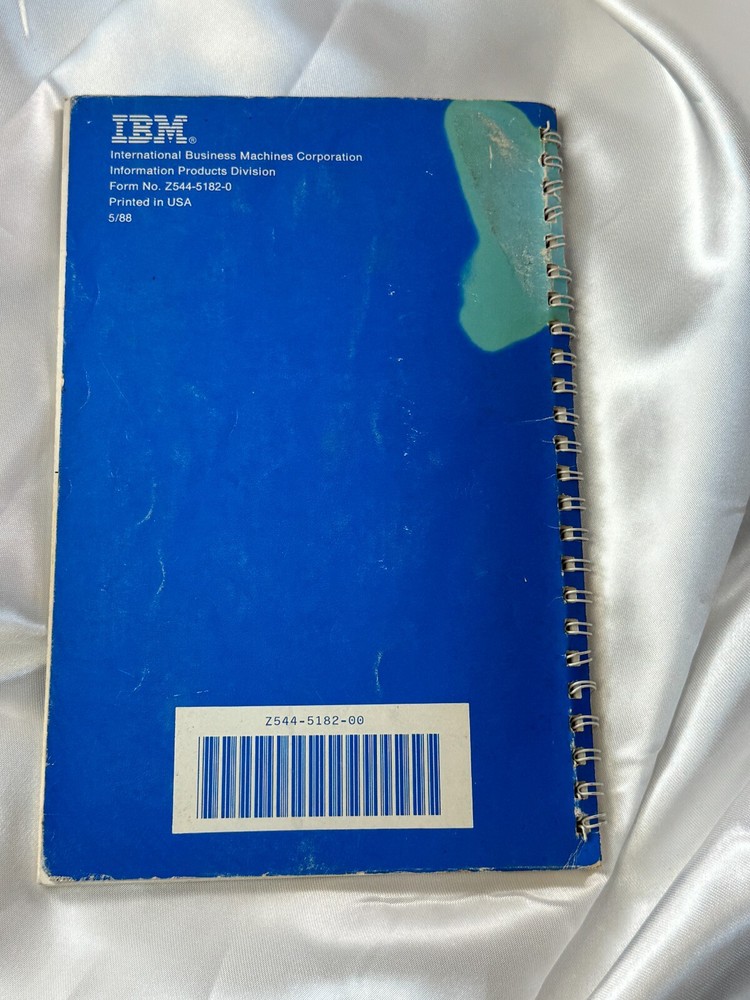 IBM®
International Business Machines Corporation
Information Products Division
Form No. Z544-5182-0
Printed in USA
5/88
Z544-5182-00